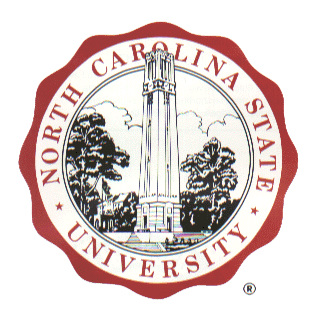 NORTH CAROLINA STATE
★ UNIVERSITY ★
®